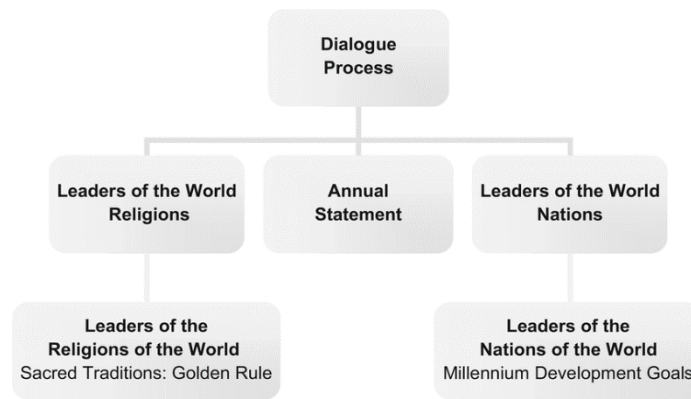 Dialogue
Process
Leaders of the World
Religions
Annual
Statement
Leaders of the World
Nations
Leaders of the
Religions of the World
Sacred Traditions: Golden Rule
Leaders of the
Nations of the World
Millennium Development Goals